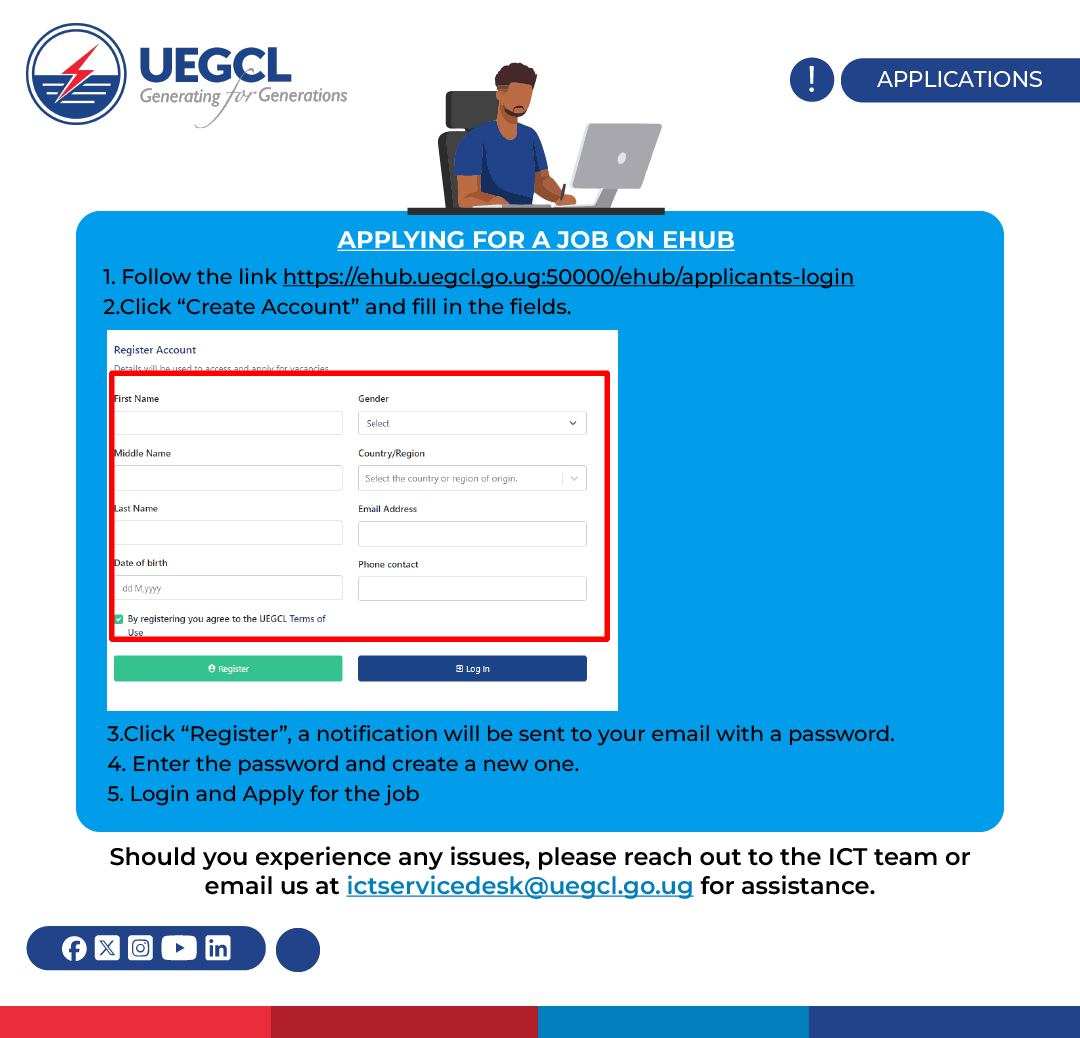 UEGCL
Generating for Generations
!
APPLICATIONS
APPLYING FOR A JOB ON EHUB
1. Follow the link https://ehub.uegcl.go.ug:50000/ehub/applicants-login
2.Click “Create Account” and fill in the fields.
Register Account
Details will be used to access and apply for vacancies
First Name
Gender
Select
Middle Name
Country/Region
Select the country or region of origin.
Last Name
Email Address
Date of birth
Phone contact
dd M,yyyy
By registering you agree to the UEGCL Terms of
Use
Register
Log In
3.Click “Register”, a notification will be sent to your email with a password.
4. Enter the password and create a new one.
5. Login and Apply for the job
Should you experience any issues, please reach out to the ICT team or
email us at ictservicedesk@uegcl.go.ug for assistance.